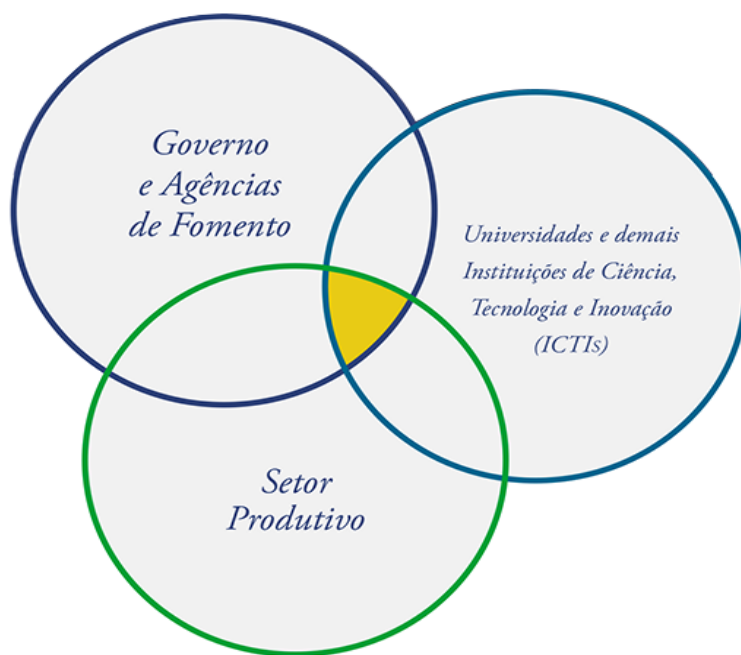 Governo
e Agências
de Fomento
Universidades e demais
Instituições de Ciência,
Tecnologia e Inovação
(ICTIs)
Setor
Produtivo